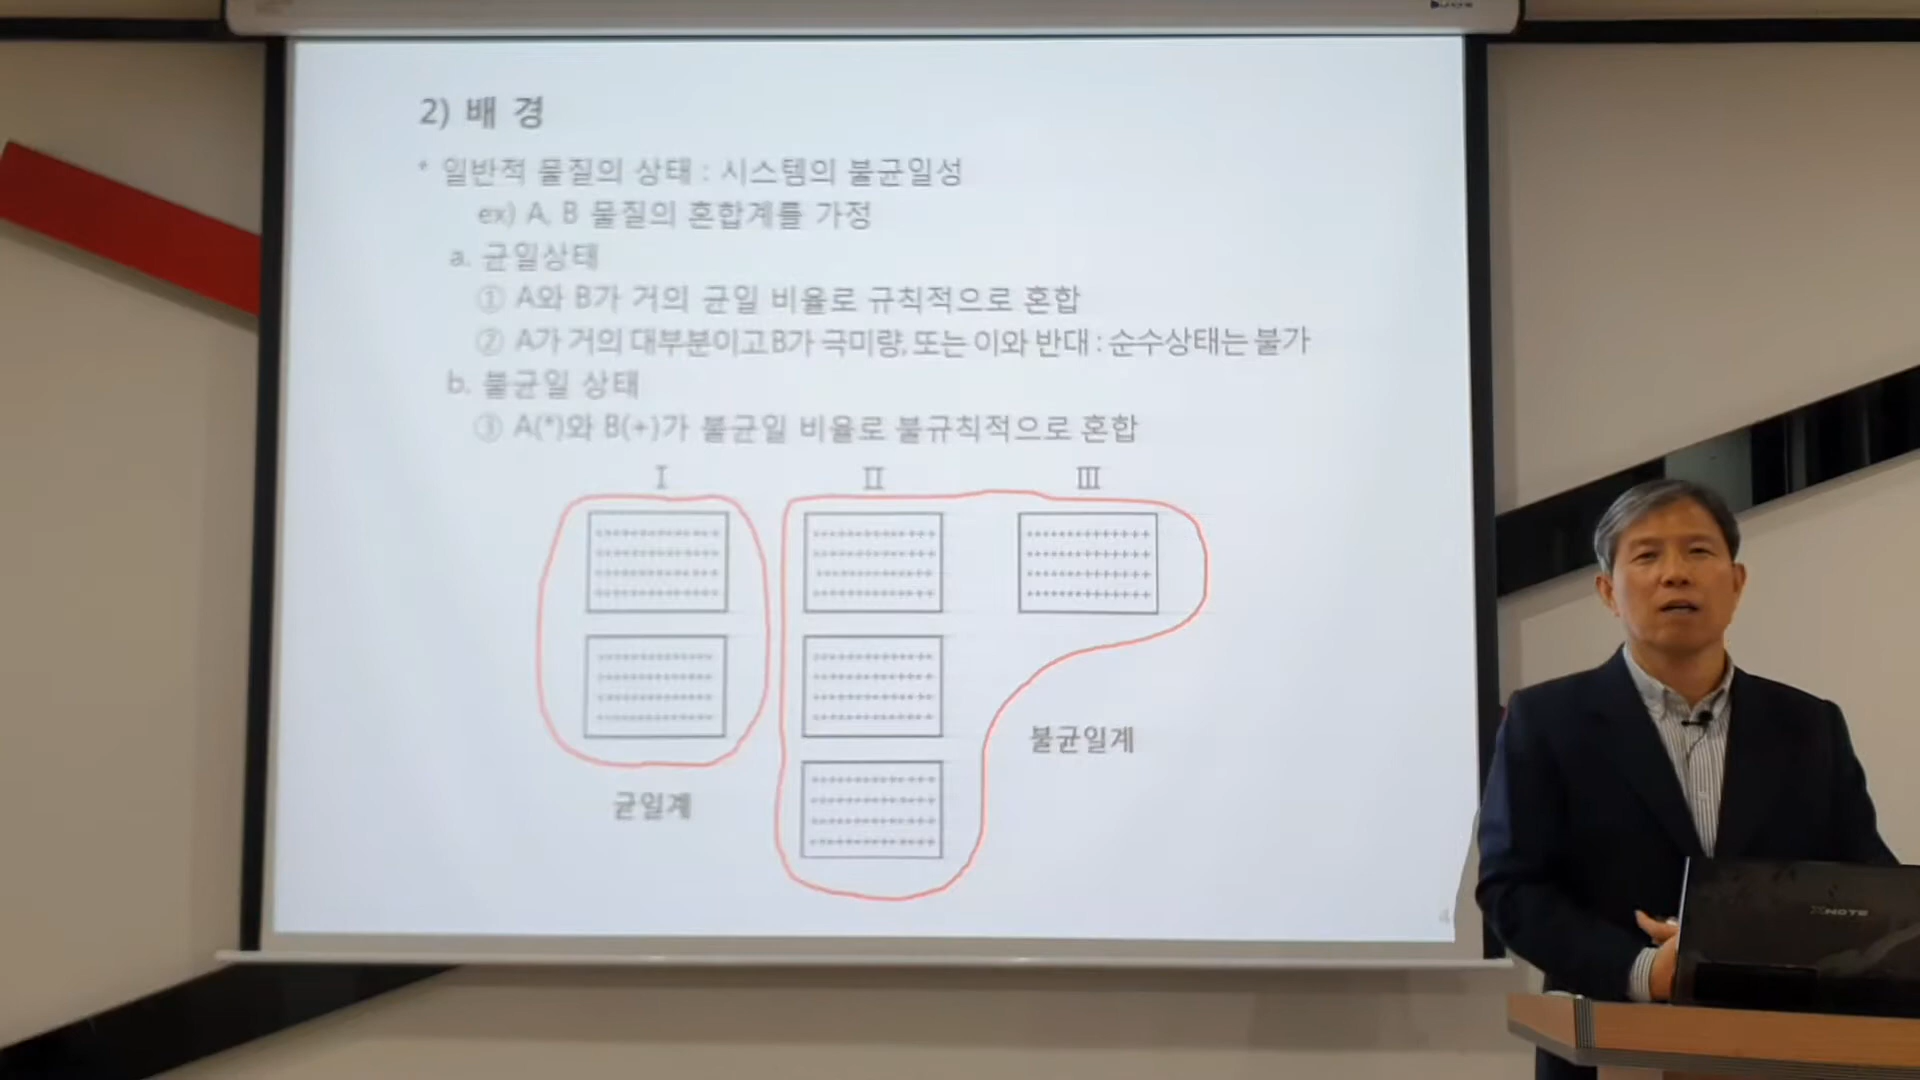 2) 배 경
* 일반적 물질의 상태 : 시스템의 불균일성
ex) A, B 물질의 혼합계를 가정
a. 균일상태
① A와 B가 거의 균일 비율로 규칙적으로 혼합
② A가 거의 대부분이고 B가 극미량, 또는 이와 반대 : 순수상태는 불가
b. 불균일 상태
③ A(*)와 B(+)가 불균일 비율로 불규칙적으로 혼합
Ⅰ Ⅱ Ⅲ
불균일계
균일계
4
XNOTE